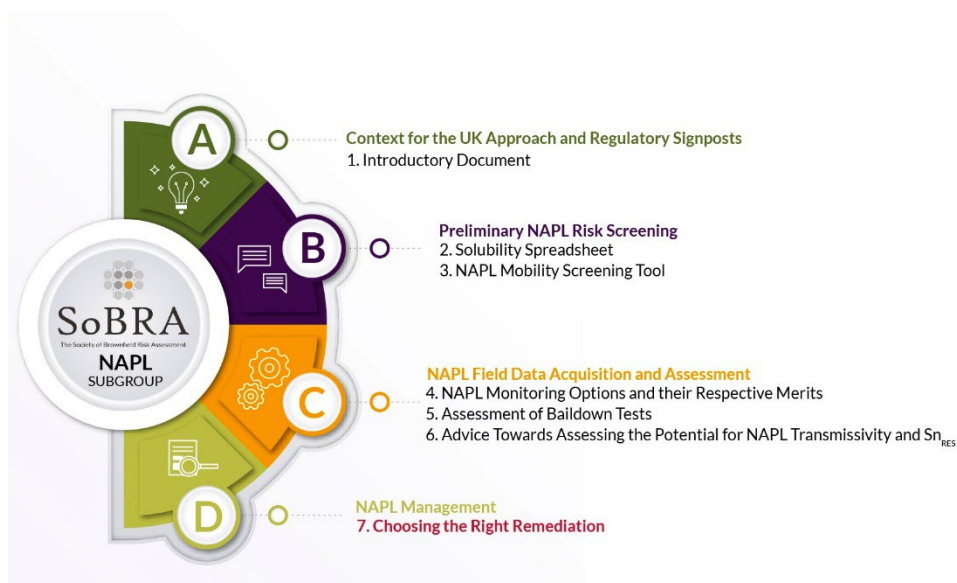 A
Context for the UK Approach and Regulatory Signposts
1. Introductory Document
B
Preliminary NAPL Risk Screening
2. Solubility Spreadsheet
3. NAPL Mobility Screening Tool
SoBRA
The Society of Brownfield Risk Assessment
NAPL
SUBGROUP
C
NAPL Field Data Acquisition and Assessment
4. NAPL Monitoring Options and their Respective Merits
5. Assessment of Baildown Tests
6. Advice Towards Assessing the Potential for NAPL Transmissivity and Sn RES
D
NAPL Management
7. Choosing the Right Remediation